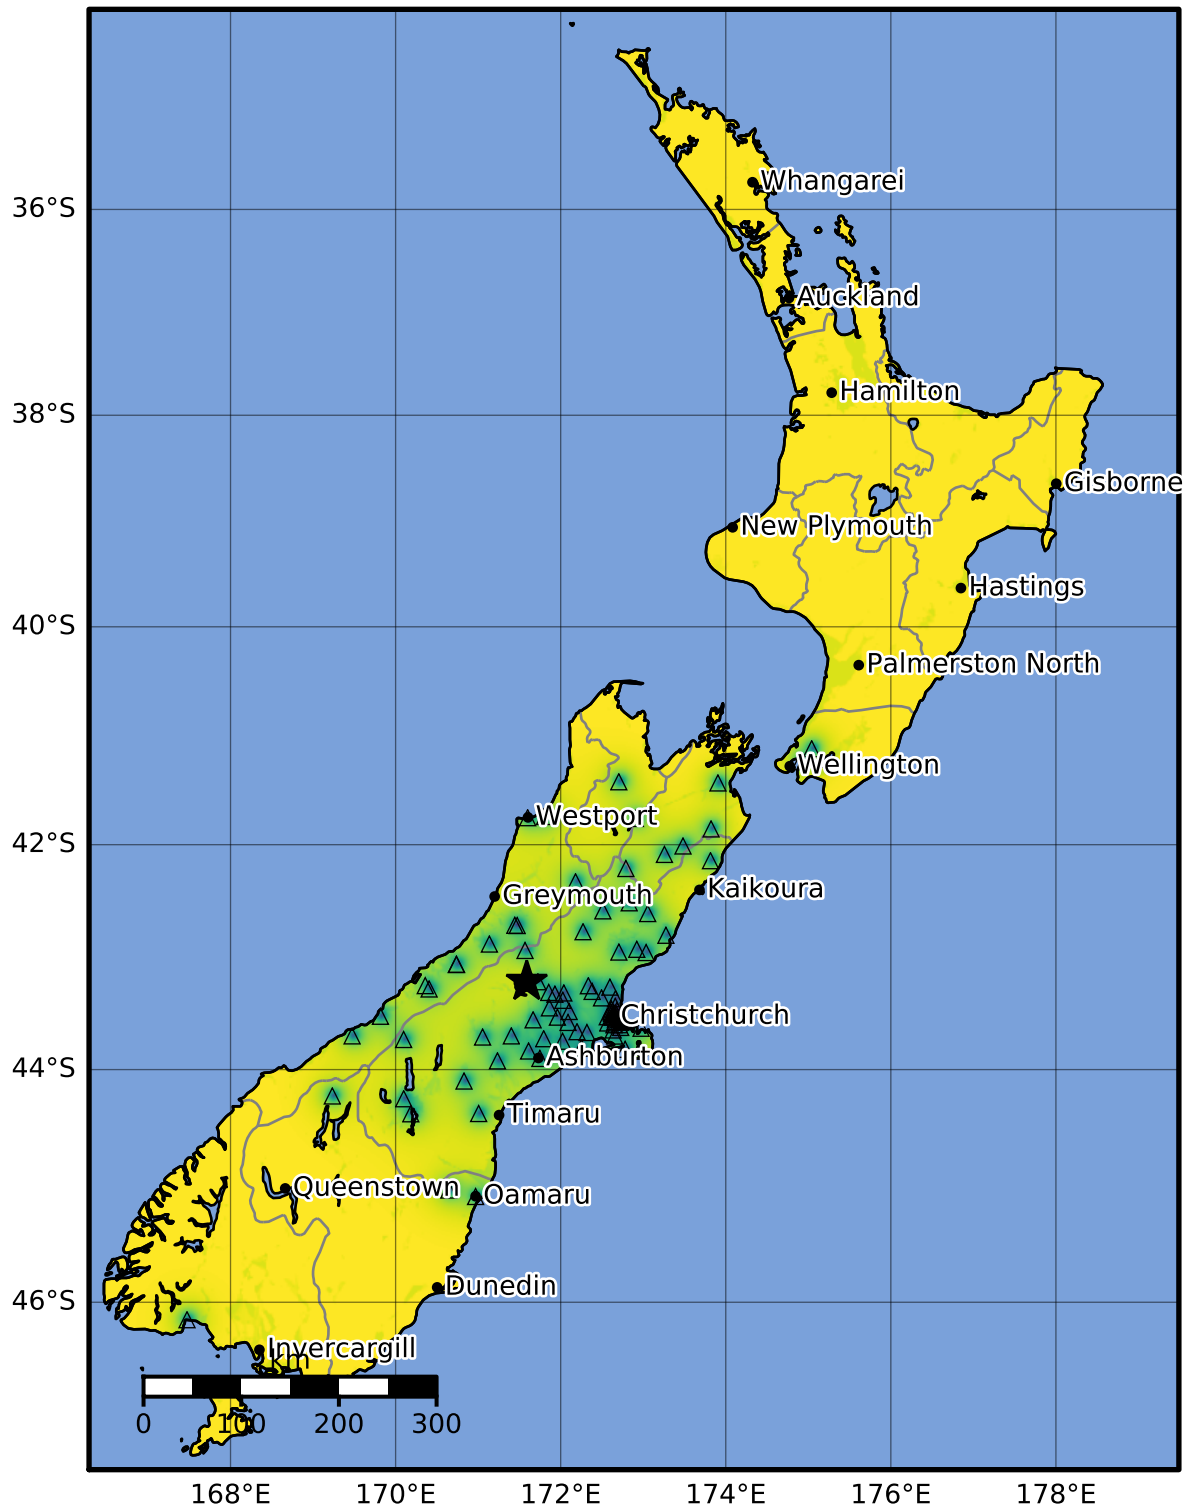 Whangarei
36°S
Auckland
Hamilton
38°S
Gisborne
New Plymouth
Hastings
40°S
Palmerston North
Wellington
Westport
42°S
Kaikoura
Greymouth
Christchurch
Ashburton
44°S
Timaru
Queenstown
Oamaru
Dunedin
46°S
Invercargill
km
0 100 200 300
168°E 170°E 172°E 174°E 176°E 178°E